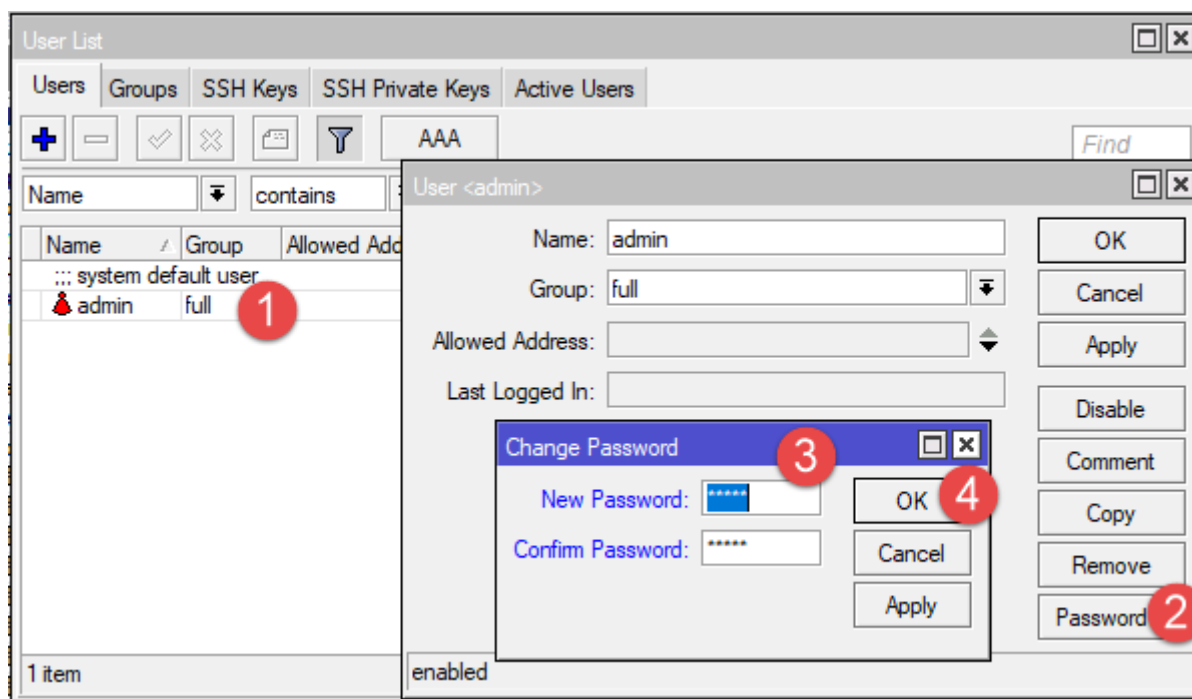 User List
Users Groups SSH Keys SSH Private Keys Active Users
AAA Find
Name contains
Name Group Allowed Add
;;; system default user
admin full 1
1 item
User <admin>
Name: admin OK
Group: full Cancel
Allowed Address: Apply
Last Logged In:
Disable
Comment
Copy
Remove
Password 2
enabled
Change Password 3
New Password: ***** OK 4
Confirm Password: ***** Cancel
Apply